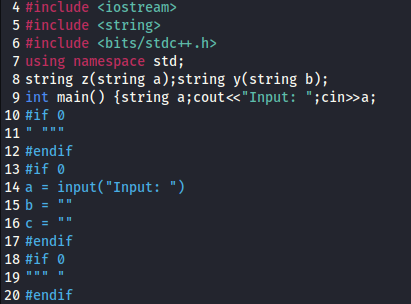 4 #include <iostream>
5 #include <string>
6 #include <bits/stdc++.h>
7 using namespace std;
8 string z(string a);string y(string b);
9 int main() {string a;cout<<"Input: ";cin>>a;
10 #if 0
11 " """
12 #endif
13 #if 0
14 a = input("Input: ")
15 b = ""
16 c = ""
17 #endif
18 #if 0
19 """ "
20 #endif